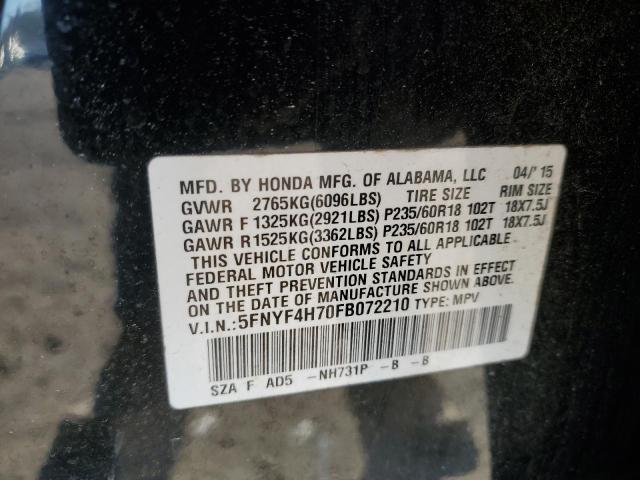 MFD. BY HONDA MFG. OF ALABAMA, LLC 04/'15
GVWR 2765KG(6096LBS) TIRE SIZE RIM SIZE
GAWR F 1325KG(2921LBS) P235/60R18 102T 18X7.5J
GAWR R1525KG(3362LBS) P235/60R18 102T 18X7.5J
THIS VEHICLE CONFORMS TO ALL APPLICABLE
FEDERAL MOTOR VEHICLE SAFETY
AND THEFT PREVENTION STANDARDS IN EFFECT
ON THE DATE OF MANUFACTURE SHOWN ABOVE.
V.I.N.: 5FNYF4H70FB072210 TYPE: MPV
SZA F AD5 -NH731P -B -B